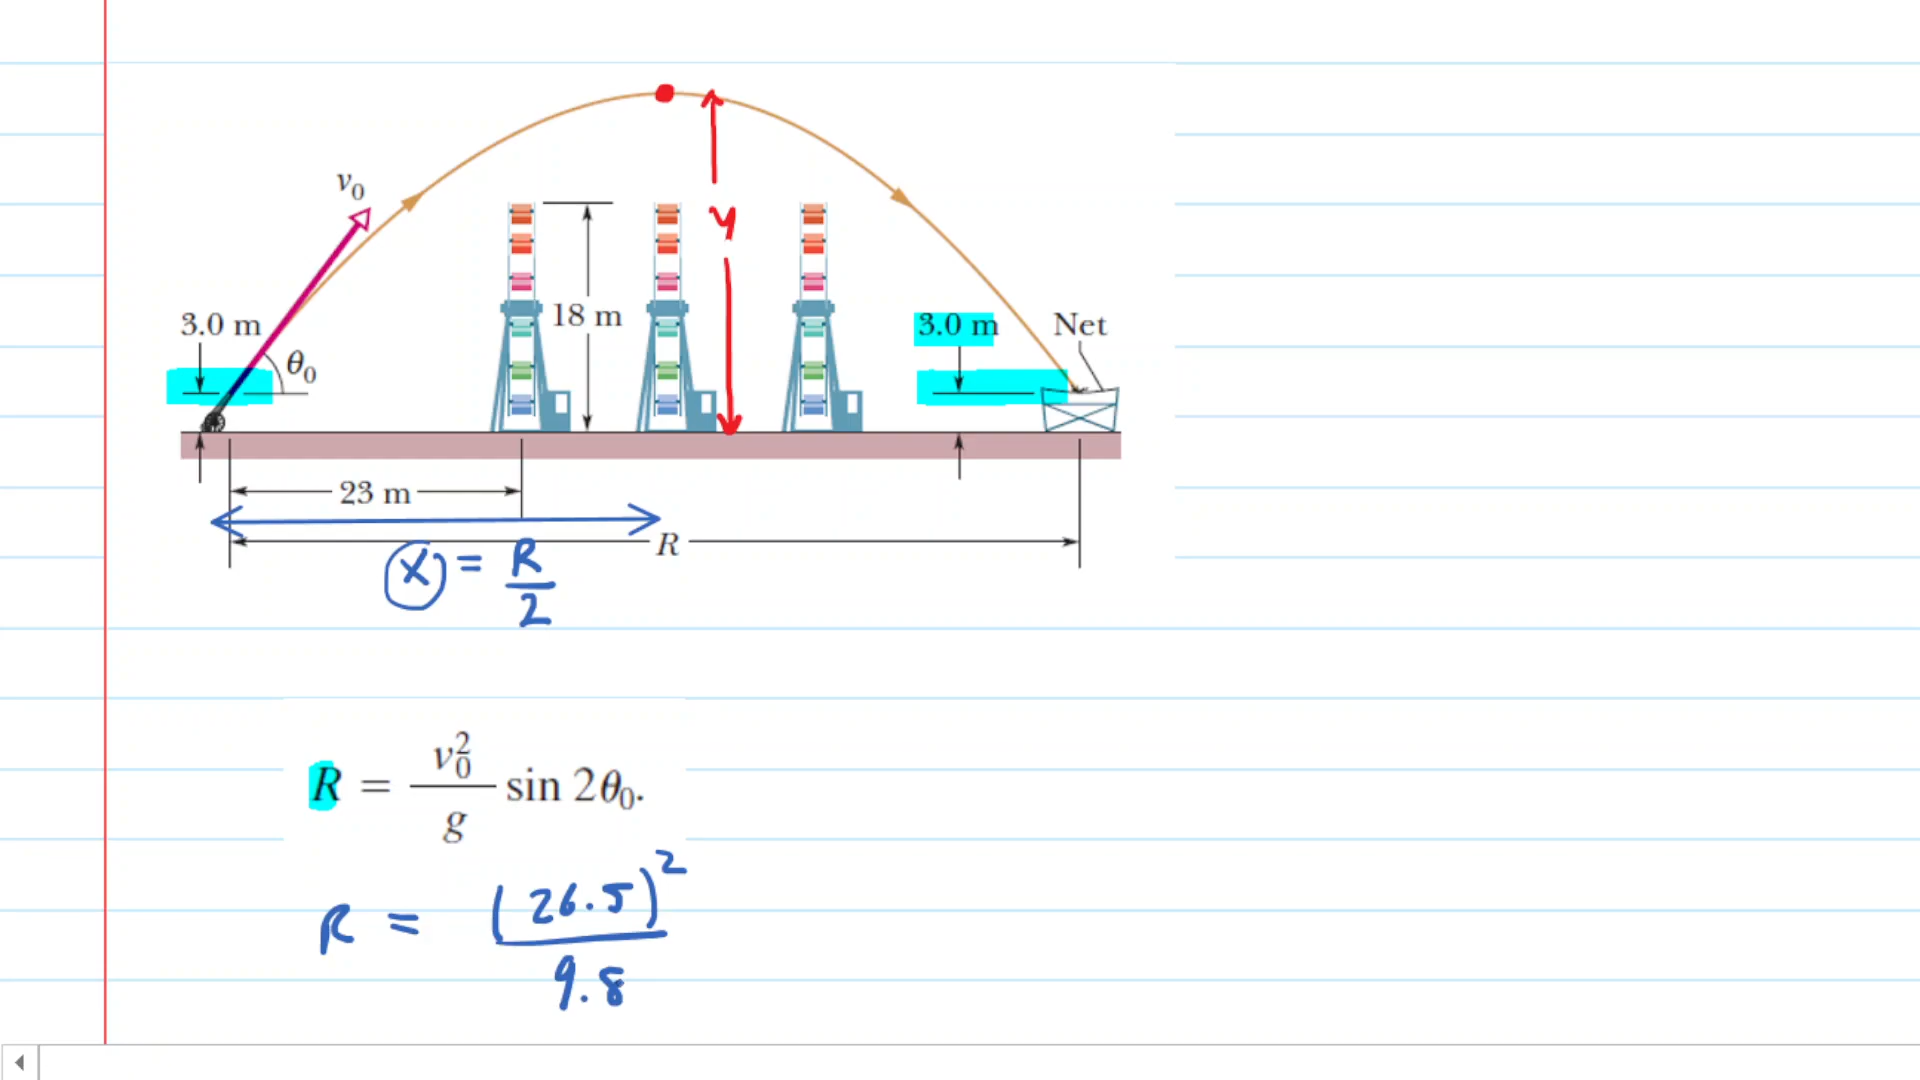 v₀
3.0 m
θ₀
18 m
y
3.0 m
Net
23 m
R
x = R/2
R = v₀²/g sin 2θ₀.
R = (26.5)²/9.8